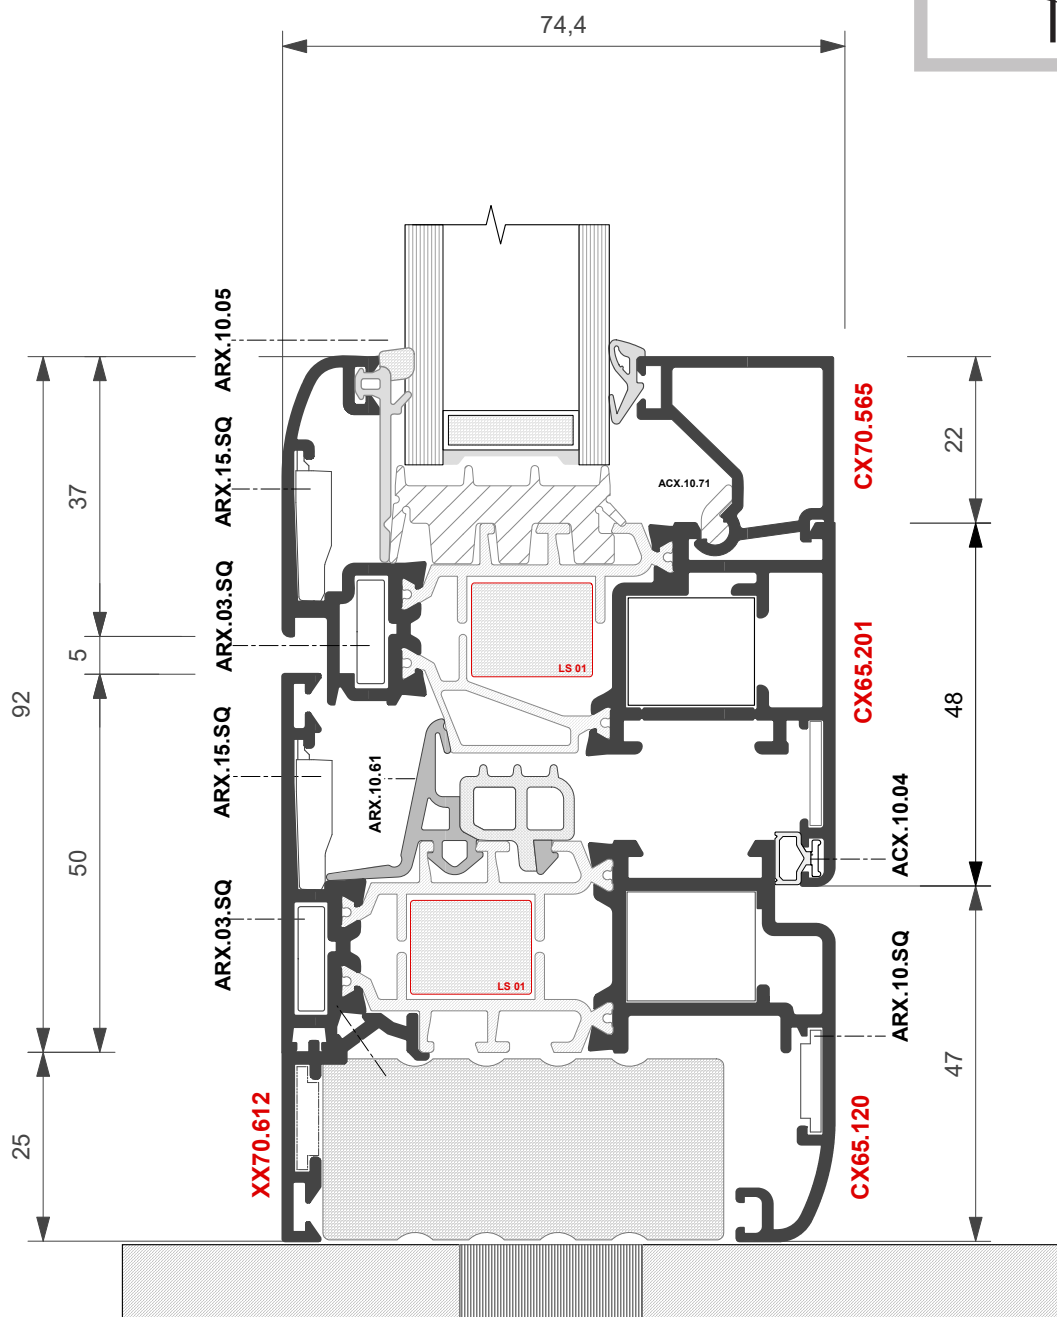 74,4
ARX.10.05
ARX.15.SQ
ARX.03.SQ
ARX.15.SQ
ARX.03.SQ
XX70.612
37
5
50
92
25
ACX.10.71
LS 01
ARX.10.61
LS 01
CX70.565
CX65.201
ACX.10.04
ARX.10.SQ
CX65.120
22
48
47